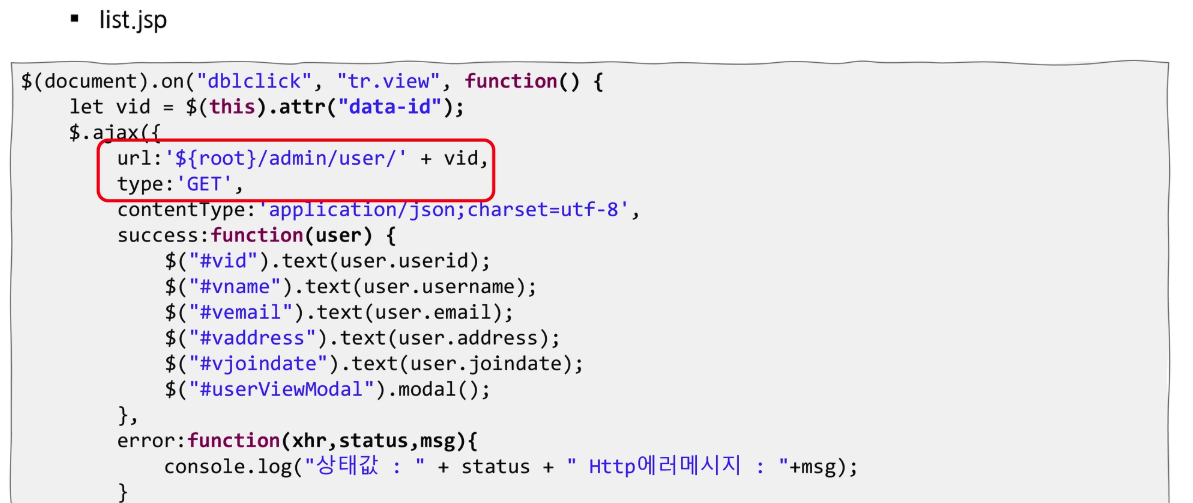 ▪ list.jsp
$(document).on("dblclick", "tr.view", function() {
    let vid = $(this).attr("data-id");
    $.ajax({
        url:'${root}/admin/user/' + vid,
        type:'GET',
        contentType:'application/json;charset=utf-8',
        success:function(user) {
            $("#vid").text(user.userid);
            $("#vname").text(user.username);
            $("#vemail").text(user.email);
            $("#vaddress").text(user.address);
            $("#vjoindate").text(user.joindate);
            $("#userViewModal").modal();
        },
        error:function(xhr,status,msg){
            console.log("상태값 : " + status + " Http에러메시지 : "+msg);
        }